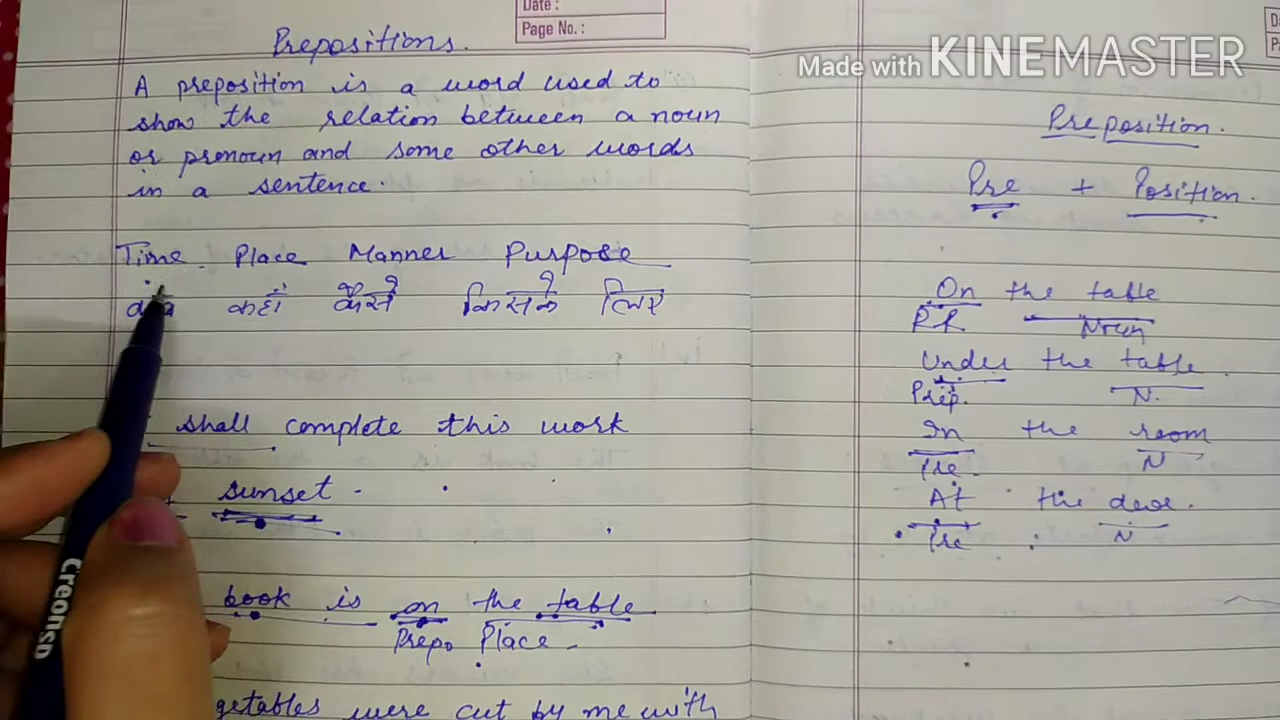 Date :
Page No. :
Prepositions.
A preposition is a word used to
show the relation between a noun
or pronoun and some other words
in a sentence.
Time Place Manner Purpose
कहाँ कैसे किसके लिए
shall complete this work
sunset.
book is on the table
Prepo Place
getables were cut by me with
Made with KINEMASTER
Preposition.
Pre + Position.
On the table
Noun
Under the table.
Prep. N.
In the room
Pre N
At the door.
Pre N